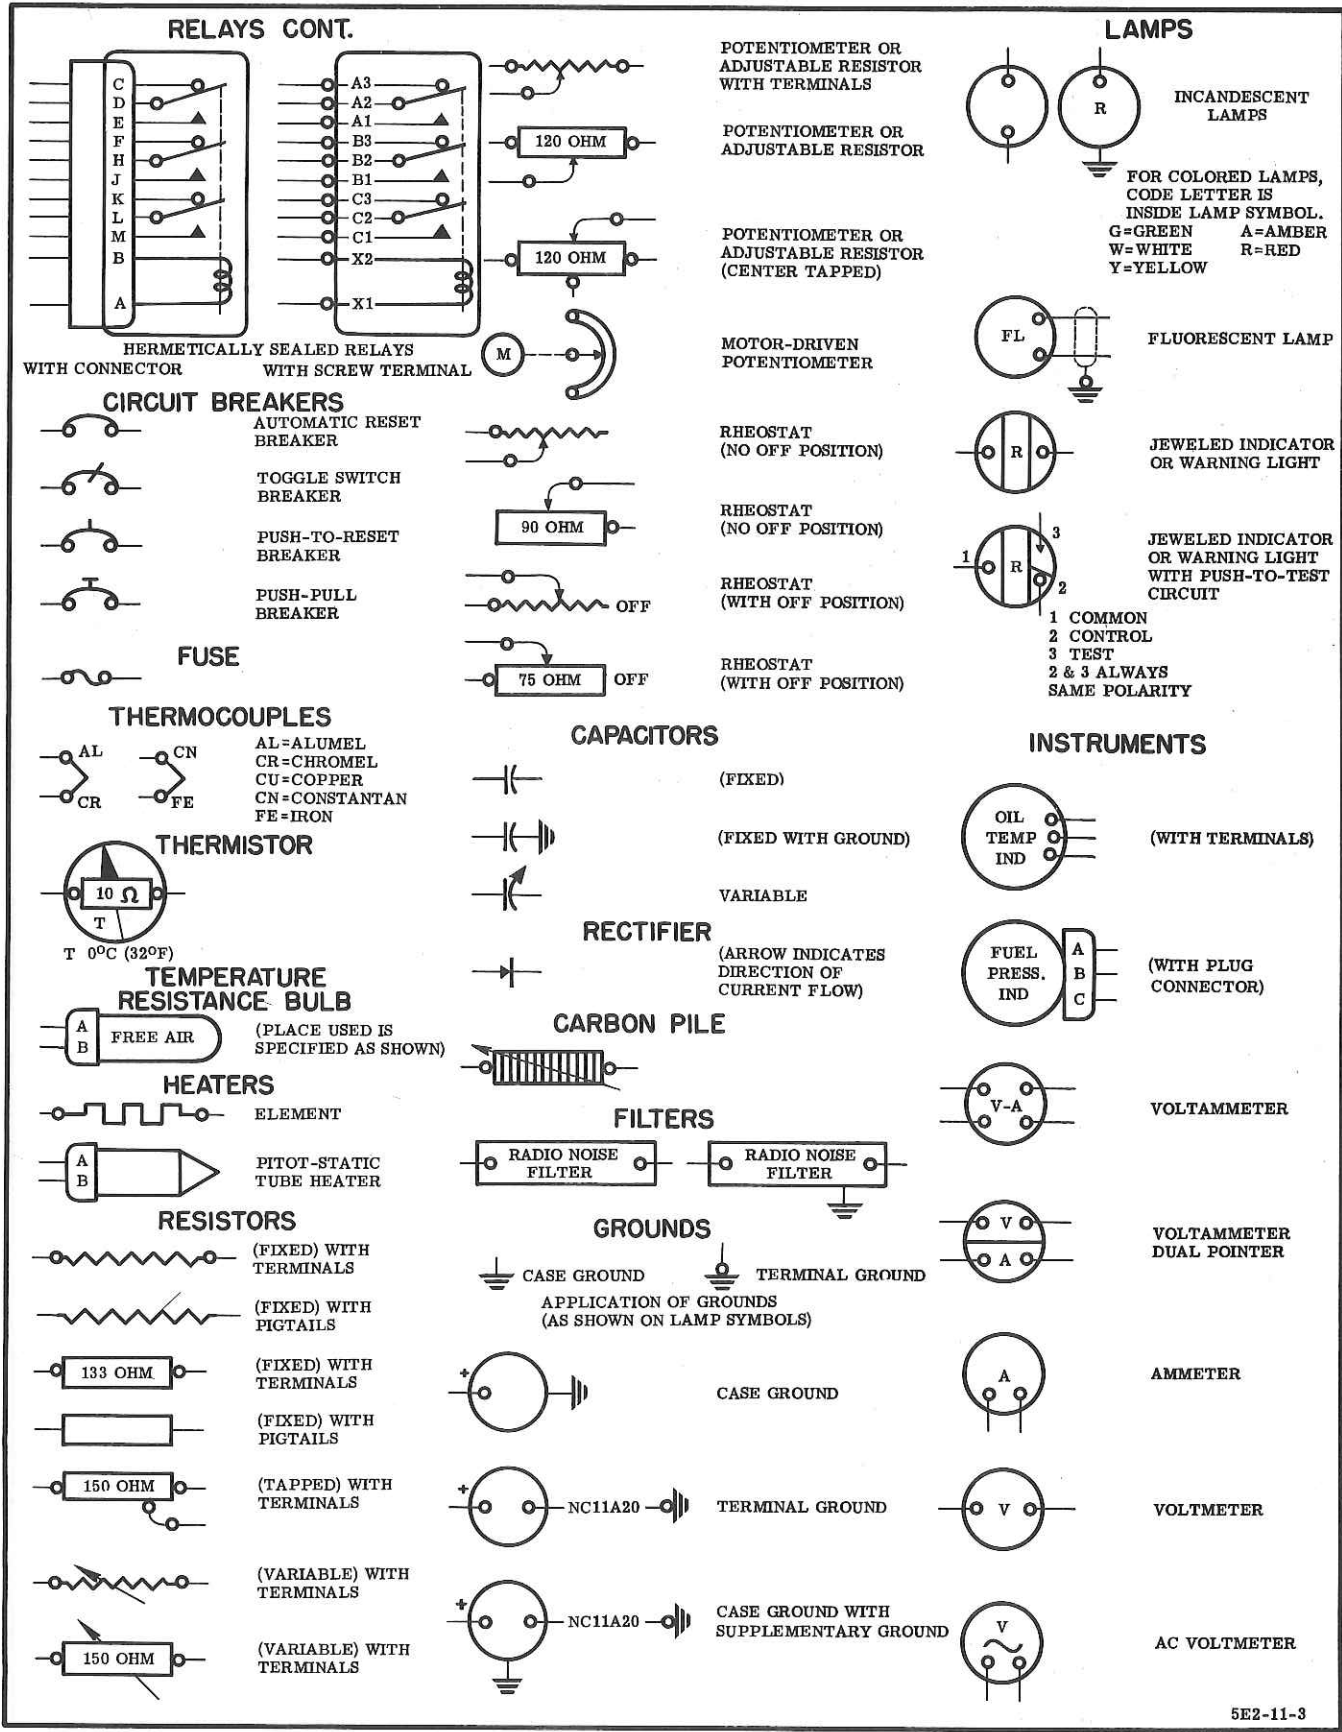 RELAYS CONT.
C
D
E
F
H
J
K
L
M
B
A
A3
A2
A1
B3
B2
B1
C3
C2
C1
X2
X1
HERMETICALLY SEALED RELAYS
WITH CONNECTOR
WITH SCREW TERMINAL
CIRCUIT BREAKERS
AUTOMATIC RESET
BREAKER
TOGGLE SWITCH
BREAKER
PUSH-TO-RESET
BREAKER
PUSH-PULL
BREAKER
FUSE
THERMOCOUPLES
AL
CR
CN
FE
AL=ALUMEL
CR=CHROMEL
CU=COPPER
CN=CONSTANTAN
FE=IRON
THERMISTOR
10 Ω
T
T 0°C (32°F)
TEMPERATURE
RESISTANCE BULB
A
B
FREE AIR
(PLACE USED IS
SPECIFIED AS SHOWN)
HEATERS
ELEMENT
A
B
PITOT-STATIC
TUBE HEATER
RESISTORS
(FIXED) WITH
TERMINALS
(FIXED) WITH
PIGTAILS
133 OHM
(FIXED) WITH
TERMINALS
(FIXED) WITH
PIGTAILS
150 OHM
(TAPPED) WITH
TERMINALS
(VARIABLE) WITH
TERMINALS
150 OHM
(VARIABLE) WITH
TERMINALS
POTENTIOMETER OR
ADJUSTABLE RESISTOR
WITH TERMINALS
120 OHM
POTENTIOMETER OR
ADJUSTABLE RESISTOR
120 OHM
POTENTIOMETER OR
ADJUSTABLE RESISTOR
(CENTER TAPPED)
M
MOTOR-DRIVEN
POTENTIOMETER
RHEOSTAT
(NO OFF POSITION)
90 OHM
RHEOSTAT
(NO OFF POSITION)
OFF
RHEOSTAT
(WITH OFF POSITION)
75 OHM
OFF
RHEOSTAT
(WITH OFF POSITION)
CAPACITORS
(FIXED)
(FIXED WITH GROUND)
VARIABLE
RECTIFIER
(ARROW INDICATES
DIRECTION OF
CURRENT FLOW)
CARBON PILE
FILTERS
RADIO NOISE
FILTER
RADIO NOISE
FILTER
GROUNDS
CASE GROUND
TERMINAL GROUND
APPLICATION OF GROUNDS
(AS SHOWN ON LAMP SYMBOLS)
+
CASE GROUND
+
NC11A20
TERMINAL GROUND
+
NC11A20
CASE GROUND WITH
SUPPLEMENTARY GROUND
LAMPS
R
INCANDESCENT
LAMPS
FOR COLORED LAMPS,
CODE LETTER IS
INSIDE LAMP SYMBOL.
G=GREEN A=AMBER
W=WHITE R=RED
Y=YELLOW
FL
FLUORESCENT LAMP
R
JEWELED INDICATOR
OR WARNING LIGHT
1
R
3
2
JEWELED INDICATOR
OR WARNING LIGHT
WITH PUSH-TO-TEST
CIRCUIT
1 COMMON
2 CONTROL
3 TEST
2 & 3 ALWAYS
SAME POLARITY
INSTRUMENTS
OIL
TEMP
IND
(WITH TERMINALS)
FUEL
PRESS.
IND
A
B
C
(WITH PLUG
CONNECTOR)
V-A
VOLTAMMETER
V
A
VOLTAMMETER
DUAL POINTER
A
AMMETER
V
VOLTMETER
V
AC VOLTMETER
5E2-11-3